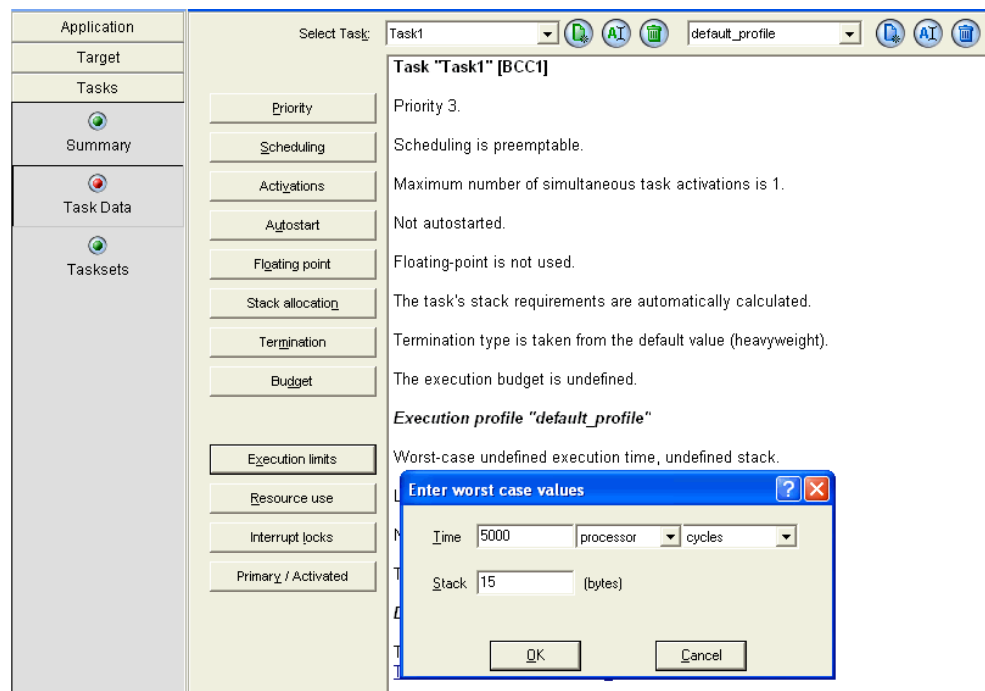 Application
Target
Tasks
Summary
Task Data
Tasksets
Select Task: Task1 default_profile
Task "Task1" [BCC1]
Priority Priority 3.
Scheduling Scheduling is preemptable.
Activations Maximum number of simultaneous task activations is 1.
Autostart Not autostarted.
Floating point Floating-point is not used.
Stack allocation The task's stack requirements are automatically calculated.
Termination Termination type is taken from the default value (heavyweight).
Budget The execution budget is undefined.
Execution profile "default_profile"
Execution limits Worst-case undefined execution time, undefined stack.
Resource use
Interrupt locks
Primary / Activated
Enter worst case values
Time 5000 processor cycles
Stack 15 (bytes)
OK Cancel